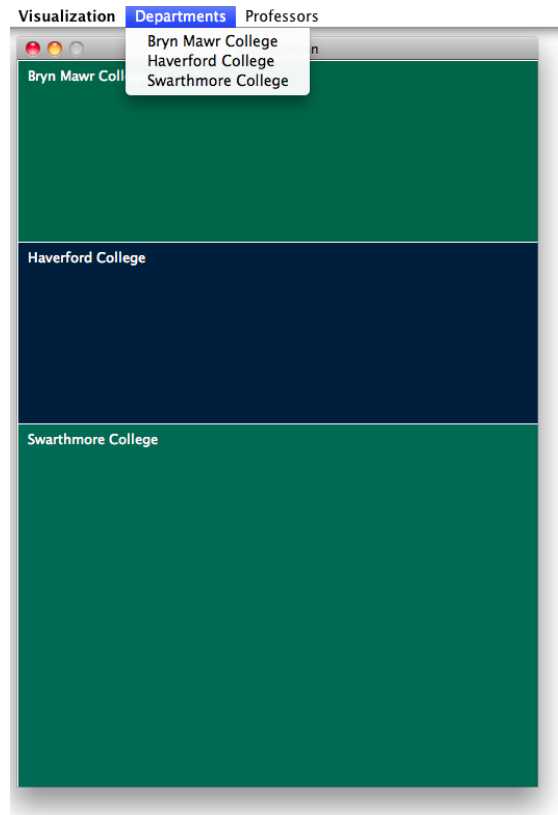 Visualization Departments Professors
Bryn Mawr College
Haverford College
Swarthmore College
Bryn Mawr Coll
Haverford College
Swarthmore College